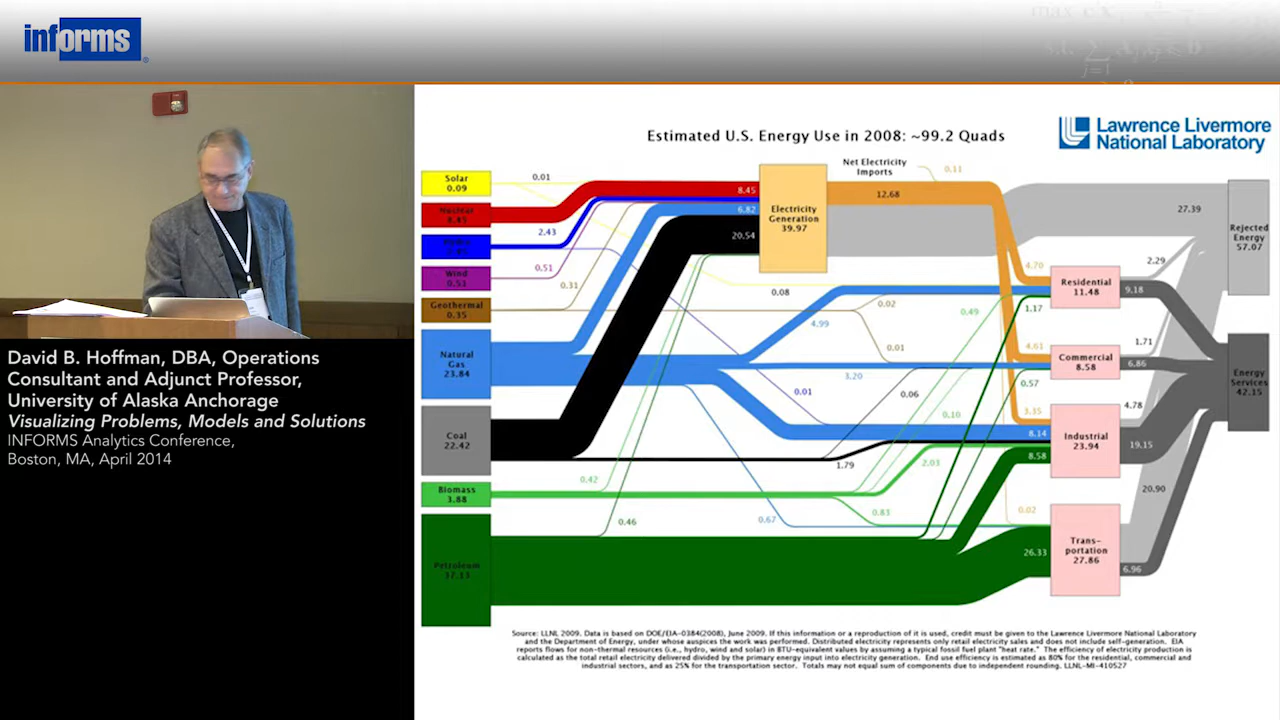 informs
Estimated U.S. Energy Use in 2008: ~99.2 Quads
Lawrence Livermore
National Laboratory
Net Electricity
Imports
0.11
Solar
0.09
0.01
Nuclear
8.45
8.45
12.68
Electricity
Generation
39.97
6.82
27.39
Rejected
Energy
57.07
2.43
20.54
Wind
0.51
0.51
4.70
2.29
Geothermal
0.35
0.31
0.08
0.02
0.49
Residential
11.48
9.18
1.17
Natural
Gas
23.84
4.99
0.01
4.61
1.71
Commercial
8.58
6.86
3.20
0.01
0.06
0.57
Energy
Services
42.15
Coal
22.42
0.10
3.35
4.78
8.14
Industrial
23.94
19.15
8.58
1.79
2.03
Biomass
3.88
0.42
20.90
0.46
0.67
0.83
0.02
Petroleum
37.13
26.33
Trans-
portation
27.86
6.96
Source: LLNL 2009. Data is based on DOE/EIA-0384(2008), June 2009. If this information or a reproduction of it is used, credit must be given to the Lawrence Livermore National Laboratory
and the Department of Energy, under whose auspices the work was performed. Distributed electricity represents only retail electricity sales and does not include self-generation. EIA
reports flows for non-thermal resources (i.e., hydro, wind and solar) in BTU-equivalent values by assuming a typical fossil fuel plant "heat rate." The efficiency of electricity production is
calculated as the total retail electricity delivered divided by the primary energy input into electricity generation. End use efficiency is estimated as 80% for the residential, commercial and
industrial sectors, and as 25% for the transportation sector. Totals may not equal sum of components due to independent rounding. LLNL-MI-410527
David B. Hoffman, DBA, Operations
Consultant and Adjunct Professor,
University of Alaska Anchorage
Visualizing Problems, Models and Solutions
INFORMS Analytics Conference,
Boston, MA, April 2014